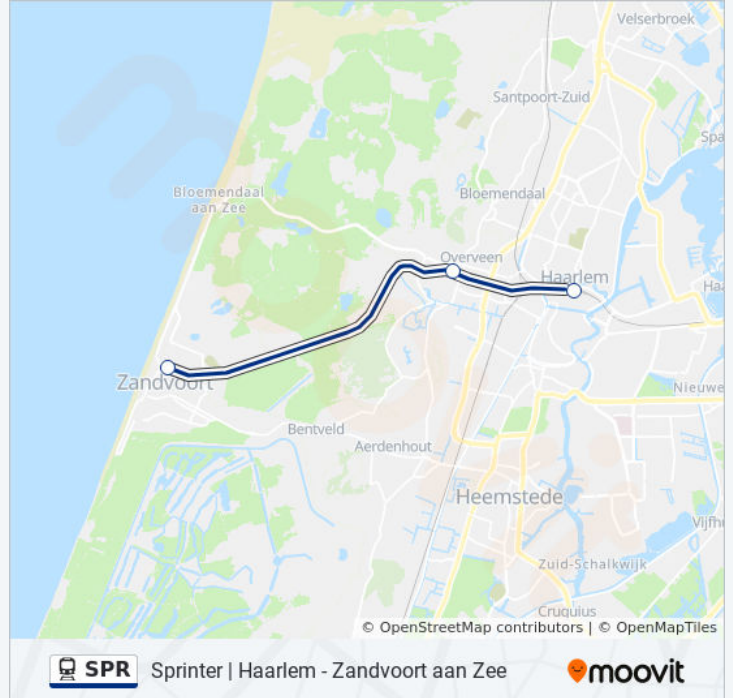 Velserbroek
Santpoort-Zuid
Spa
Bloemendaal
aan Zee
Bloemendaal
Overveen
Haarlem
Haa
Zandvoort
Nieuwe
Bentveld
Aerdenhout
Heemstede
Vijfh
Zuid-Schalkwijk
Cruquius
© OpenStreetMap contributors | © OpenMapTiles
SPR Sprinter | Haarlem - Zandvoort aan Zee moovit